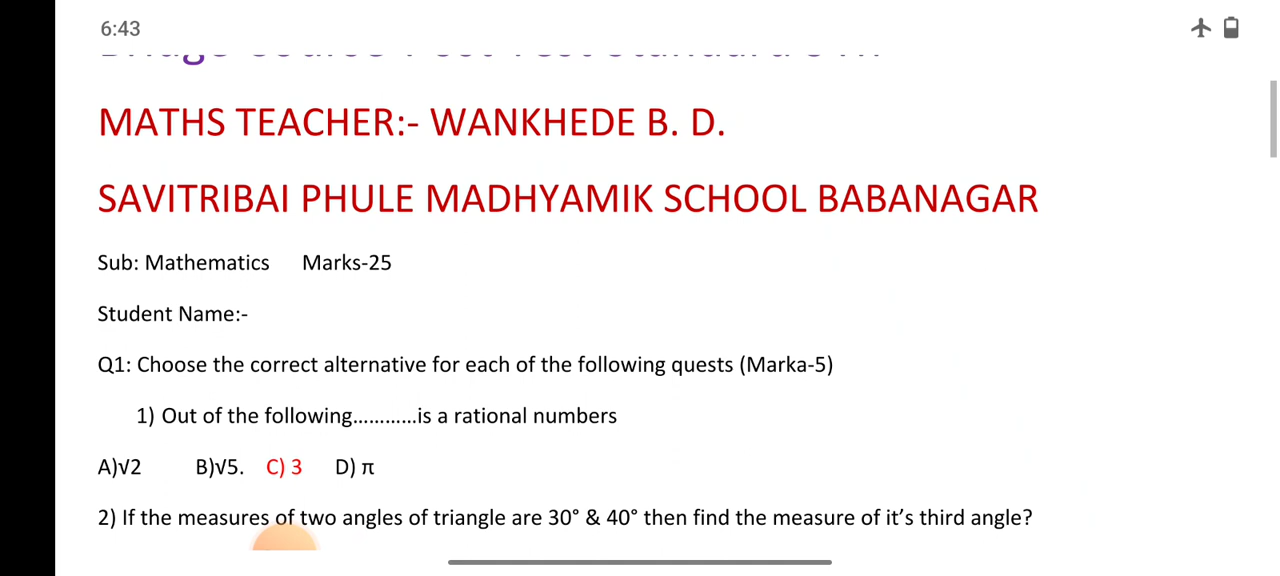 6:43
MATHS TEACHER:- WANKHEDE B. D.
SAVITRIBAI PHULE MADHYAMIK SCHOOL BABANAGAR
Sub: Mathematics Marks-25
Student Name:-
Q1: Choose the correct alternative for each of the following quests (Marka-5)
1) Out of the following............is a rational numbers
A)√2 B)√5. C) 3 D) π
2) If the measures of two angles of triangle are 30° & 40° then find the measure of it’s third angle?